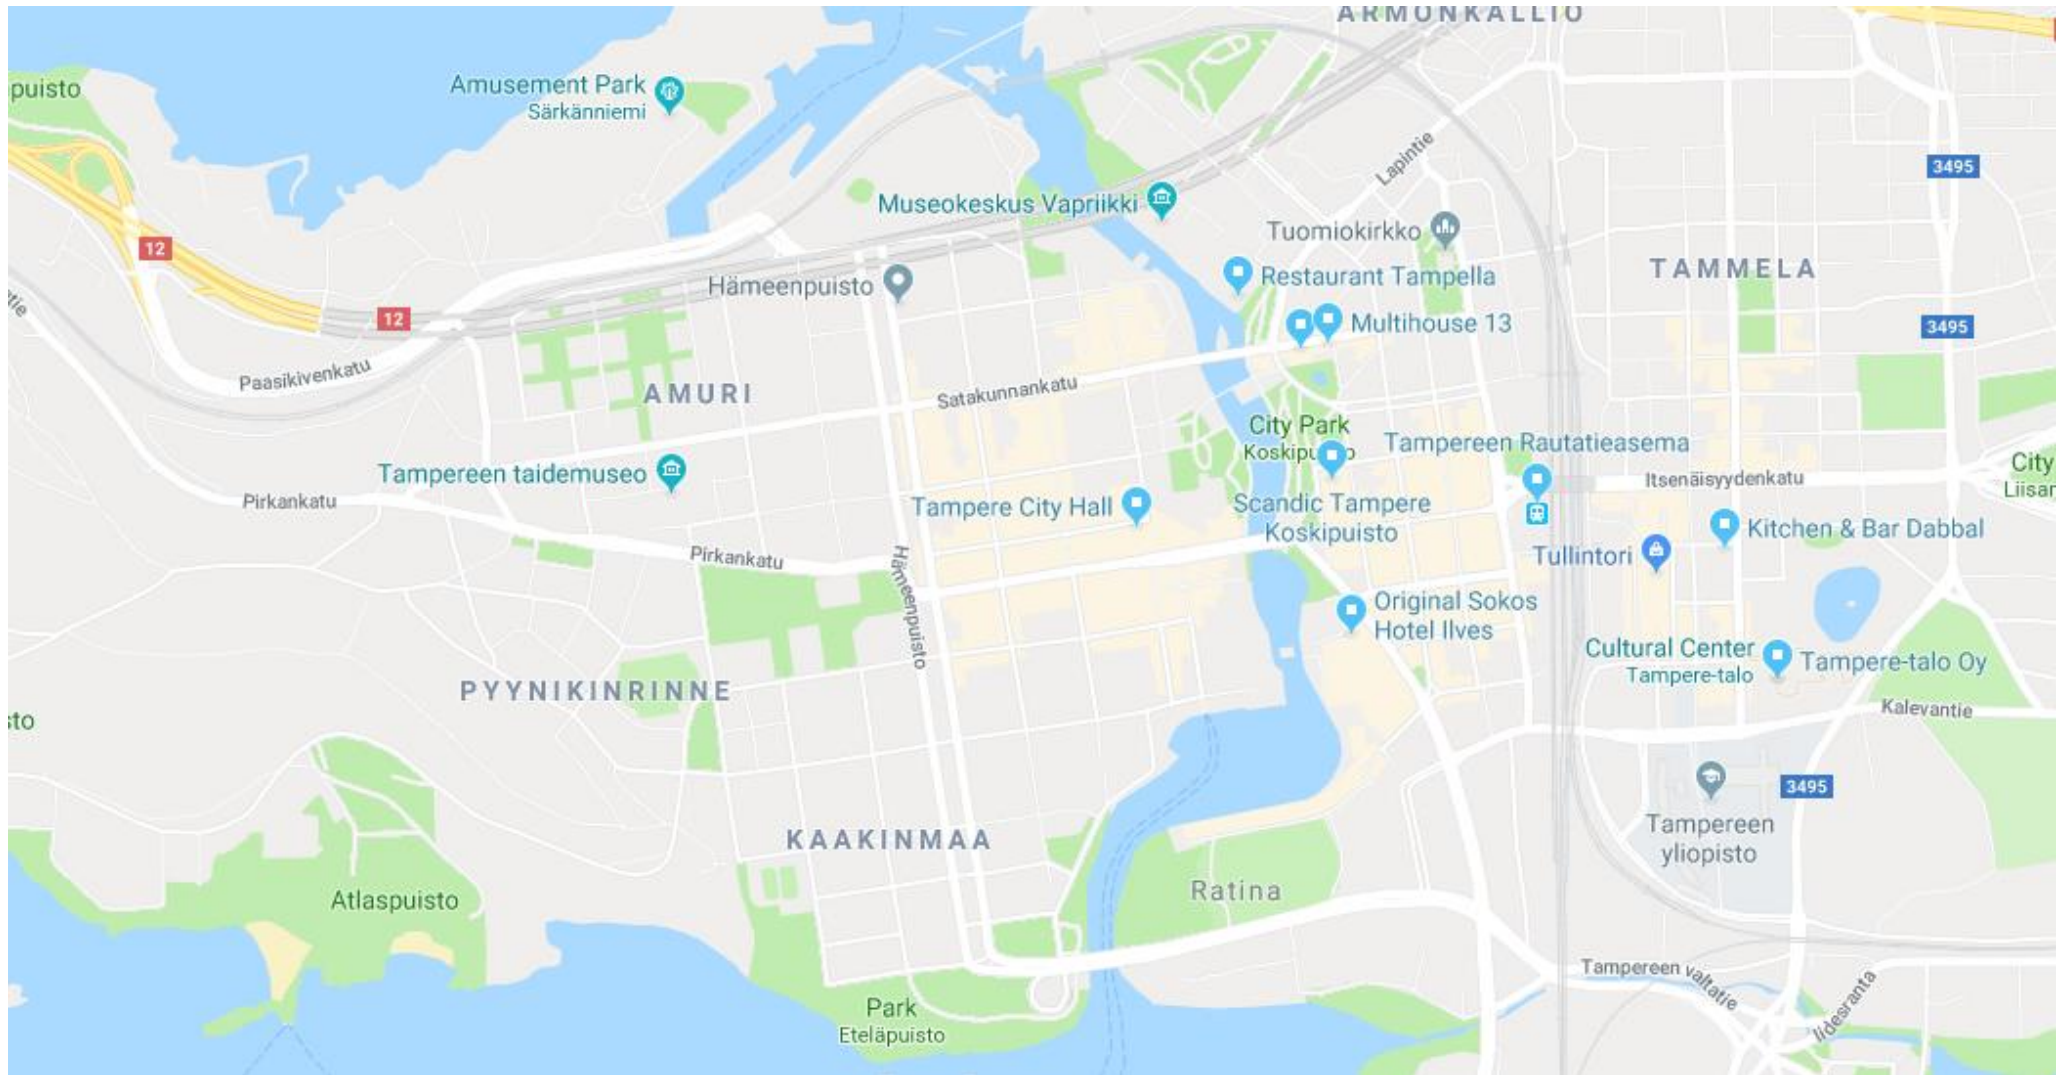 ARMONKALLIO
puisto
Amusement Park
Särkänniemi
Lapintie
3495
Museokeskus Vapriikki
Tuomiokirkko
12
TAMMELA
Restaurant Tampella
Hämeenpuisto
12
Multihouse 13
3495
Paasikivenkatu
AMURI
Satakunnankatu
City Park
Koskipu
o
Tampereen Rautatieasema
Tampereen taidemuseo
City
Liisar
Itsenäisyydenkatu
Pirkankatu
Tampere City Hall
Scandic Tampere
Koskipuisto
Kitchen & Bar Dabbal
Tullintori
Pirkankatu
Hämeenpuisto
Original Sokos
Hotel Ilves
Cultural Center
Tampere-talo
Tampere-talo Oy
PYYNIKINRINNE
sto
Kalevantie
3495
KAAKINMAA
Tampereen
yliopisto
Atlaspuisto
Ratina
Tampereen valtatie
Iidesranta
Park
Eteläpuisto